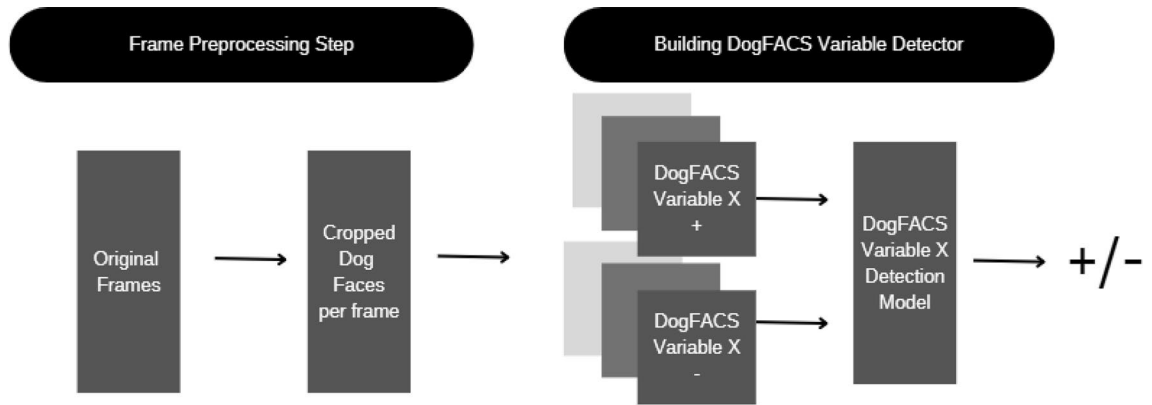 Frame Preprocessing Step
Building DogFACS Variable Detector
Original
Frames
Cropped
Dog
Faces
per frame
DogFACS
Variable X
+
DogFACS
Variable X
-
DogFACS
Variable X
Detection
Model
+/-